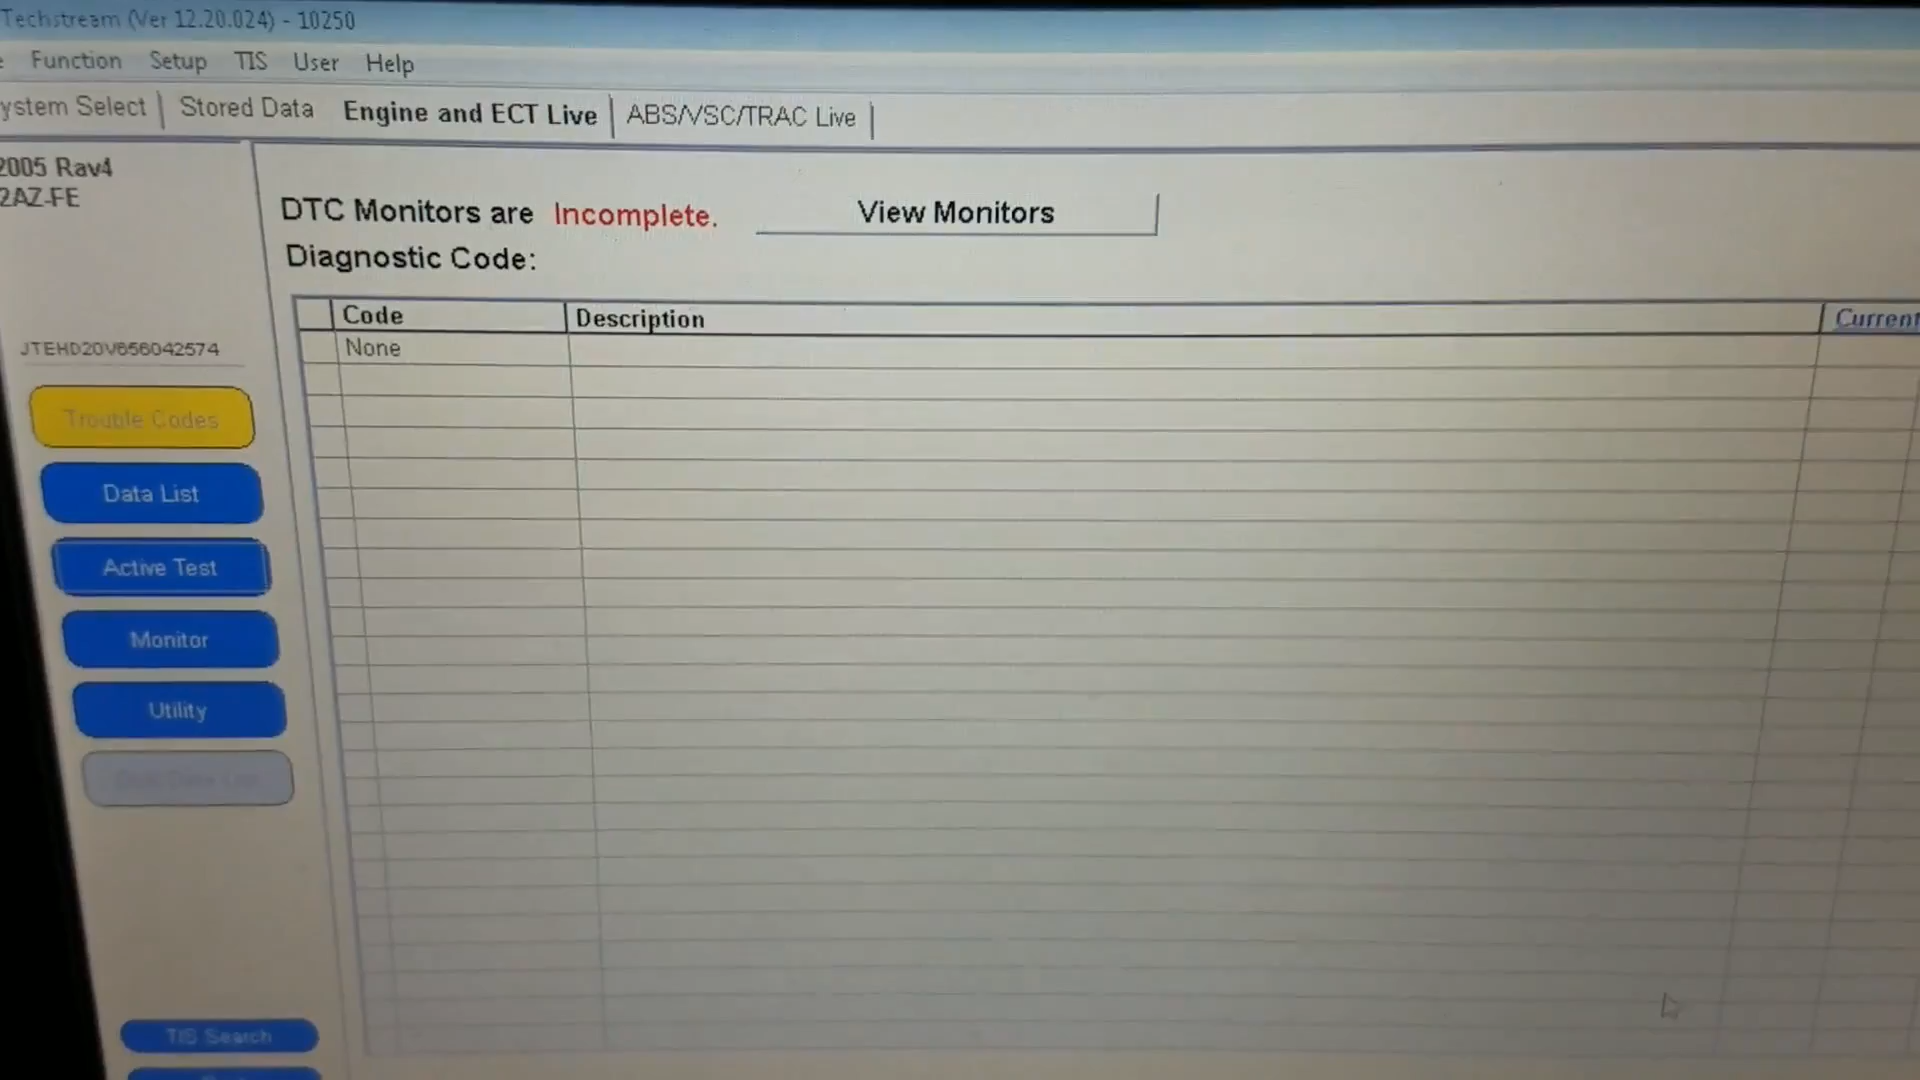 Techstream (Ver 12.20.024) - 10250
Function Setup TIS User Help
ystem Select Stored Data Engine and ECT Live ABS/VSC/TRAC Live
2005 Rav4
2AZ-FE
DTC Monitors are Incomplete. View Monitors
Diagnostic Code:
Code Description Current
None
JTEHD20V656042574
Trouble Codes
Data List
Active Test
Monitor
Utility
TIS Search